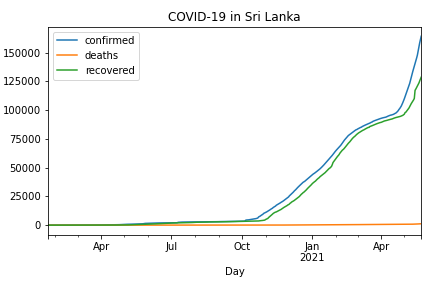 COVID-19 in Sri Lanka
confirmed
deaths
recovered
150000
125000
100000
75000
50000
25000
0
Apr
Jul
Oct
Jan
2021
Apr
Day